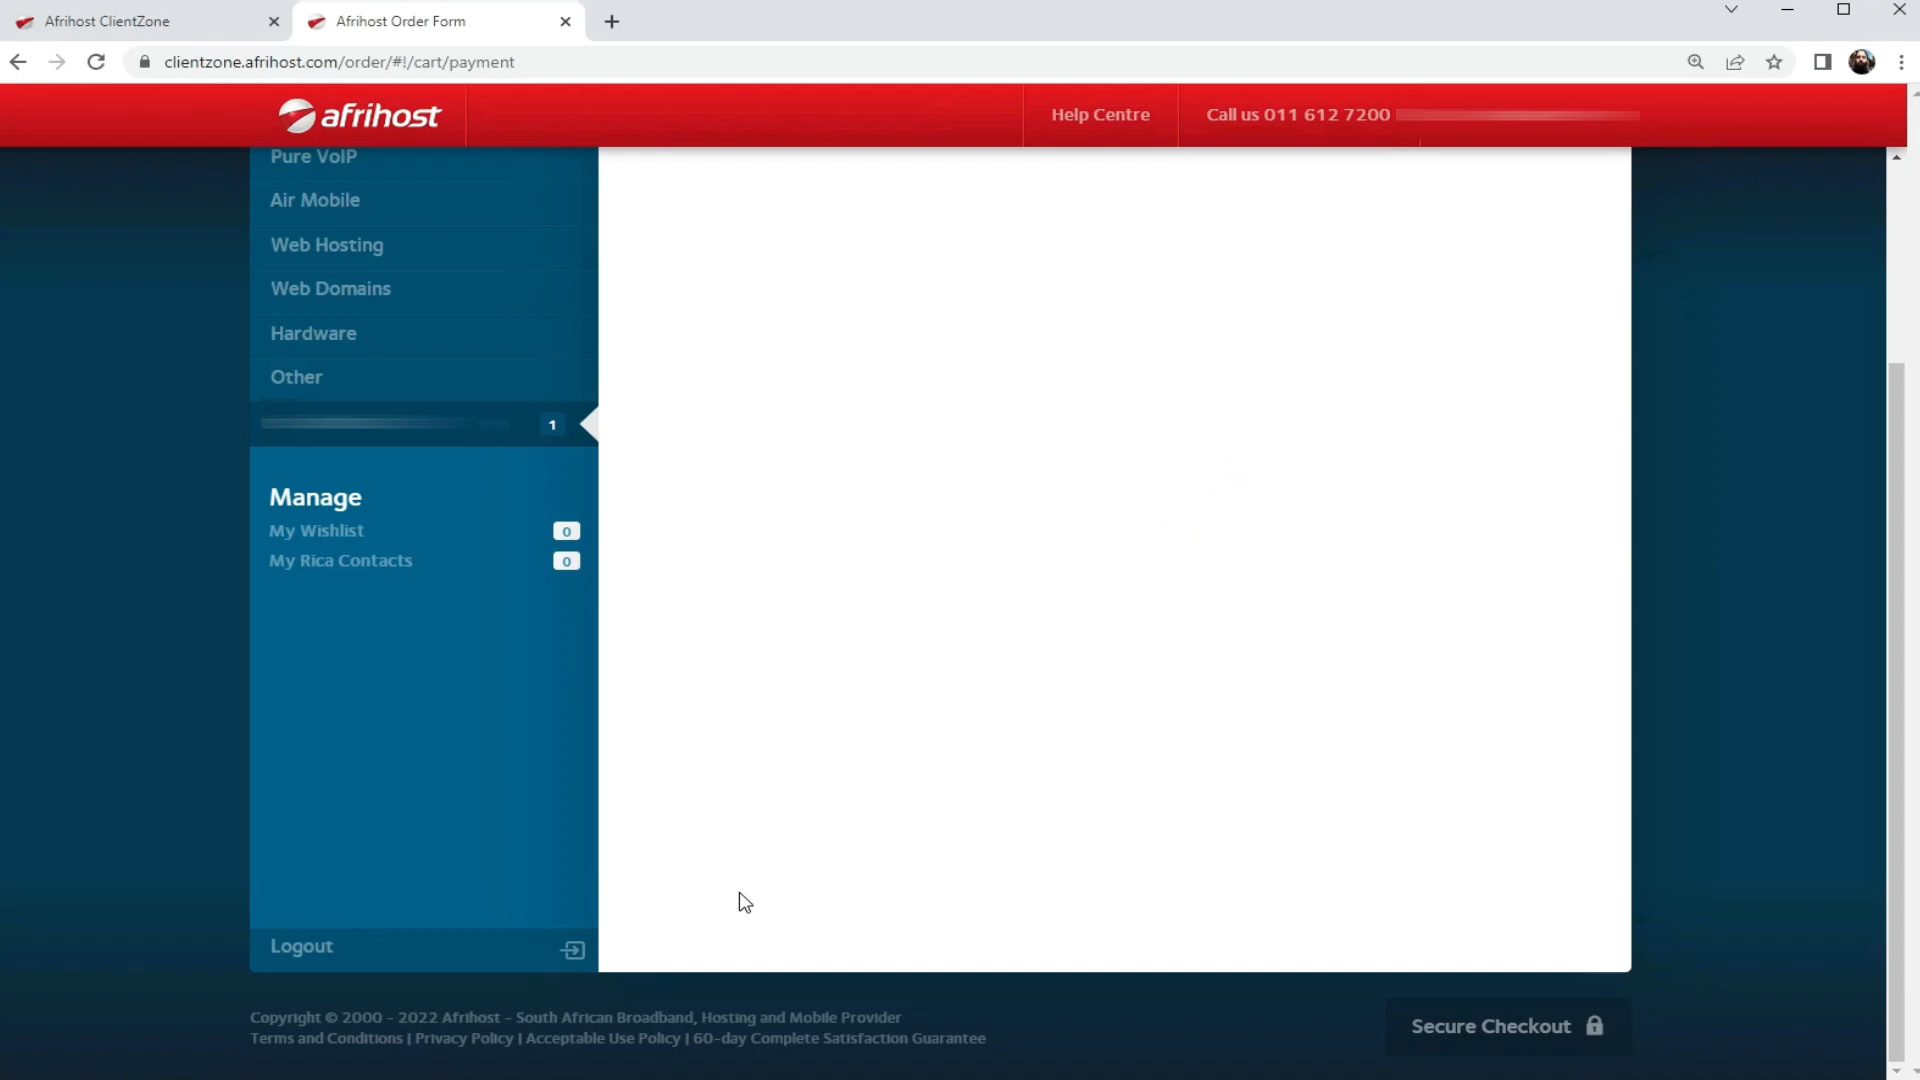 Afrihost ClientZone
Afrihost Order Form
clientzone.afrihost.com/order/#!/cart/payment
afrihost
Help Centre
Call us 011 612 7200
Pure VoIP
Air Mobile
Web Hosting
Web Domains
Hardware
Other
1
Manage
My Wishlist 0
My Rica Contacts 0
Logout
Copyright © 2000 - 2022 Afrihost - South African Broadband, Hosting and Mobile Provider
Terms and Conditions | Privacy Policy | Acceptable Use Policy | 60-day Complete Satisfaction Guarantee
Secure Checkout